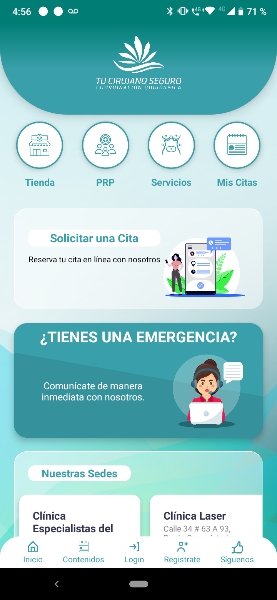 4:56
4G
71 %
TU CIRUJANO SEGURO
Tienda
PRP
Servicios
Mis Citas
Solicitar una Cita
Reserva tu cita en línea con nosotros
¿TIENES UNA EMERGENCIA?
Comunícate de manera
inmediata con nosotros.
Nuestras Sedes
Clínica
Especialistas del
Clínica Laser
Calle 34 # 63 A 93,
Inicio
Contenidos
Login
Registrate
Síguenos